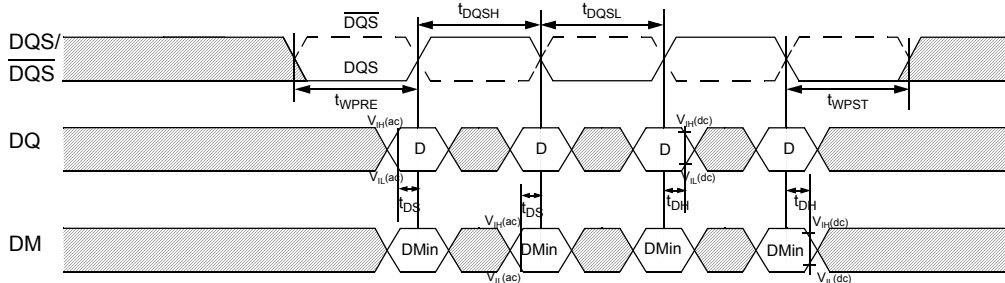 DQS
tDQSH
tDQSL
DQS/
DQS
DQS
tWPRE
tWPST
VIH(ac)
VIH(dc)
DQ
D
D
D
D
VIL(ac)
VIL(dc)
tDS
tDS
tDH
tDH
VIH(ac)
VIH(dc)
DM
DMin
DMin
DMin
DMin
VIL(ac)
VIL(dc)